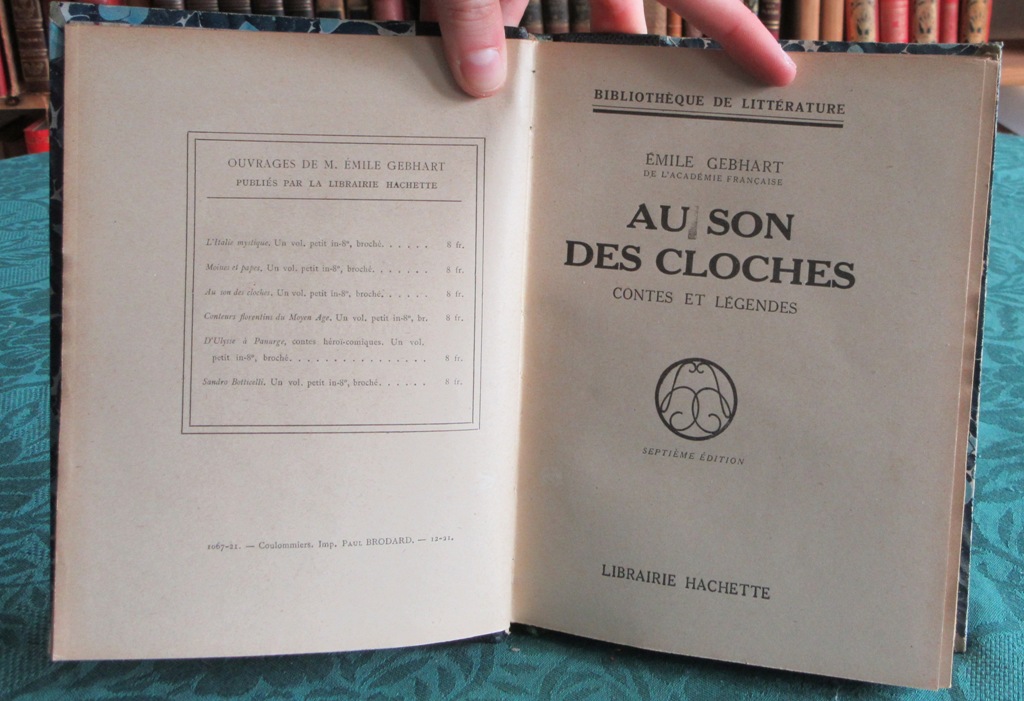 OUVRAGES DE M. ÉMILE GEBHART
PUBLIÉS PAR LA LIBRAIRIE HACHETTE
L'Italie mystique. Un vol. petit in-8°, broché. . . . . . 8 fr.
Moines et papes. Un vol. petit in-8°, broché. . . . . . . 8 fr.
Au son des cloches. Un vol. petit in-8°, broché. . . . . . 8 fr.
Conteurs florentins du Moyen Age. Un vol. petit in-8°, br. 8 fr.
D'Ulysse à Panurge, contes héroï-comiques. Un vol.
petit in-8°, broché. . . . . . . . . . . . . . . . 8 fr.
Sandro Botticelli. Un vol. petit in-8°, broché. . . . . . 8 fr.
1067-21. — Coulommiers. Imp. PAUL BRODARD. — 12-21.
BIBLIOTHÈQUE DE LITTÉRATURE
ÉMILE GEBHART
DE L'ACADÉMIE FRANÇAISE
AU SON
DES CLOCHES
CONTES ET LÉGENDES
SEPTIÈME ÉDITION
LIBRAIRIE HACHETTE